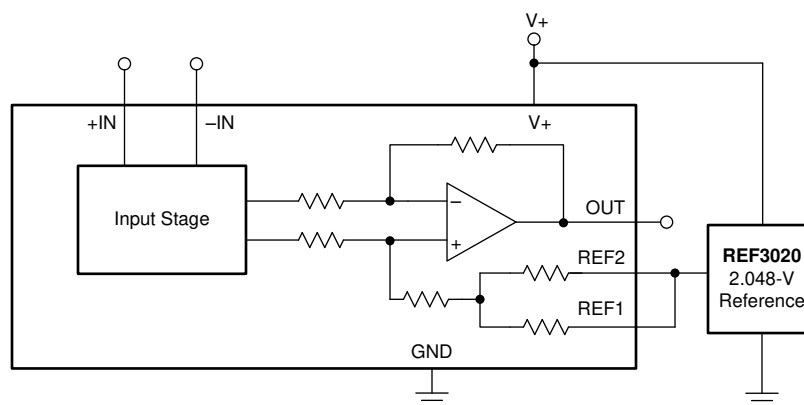 V+
+IN
–IN
V+
Input Stage
–
+
OUT
REF2
REF1
GND
REF3020
2.048-V
Reference